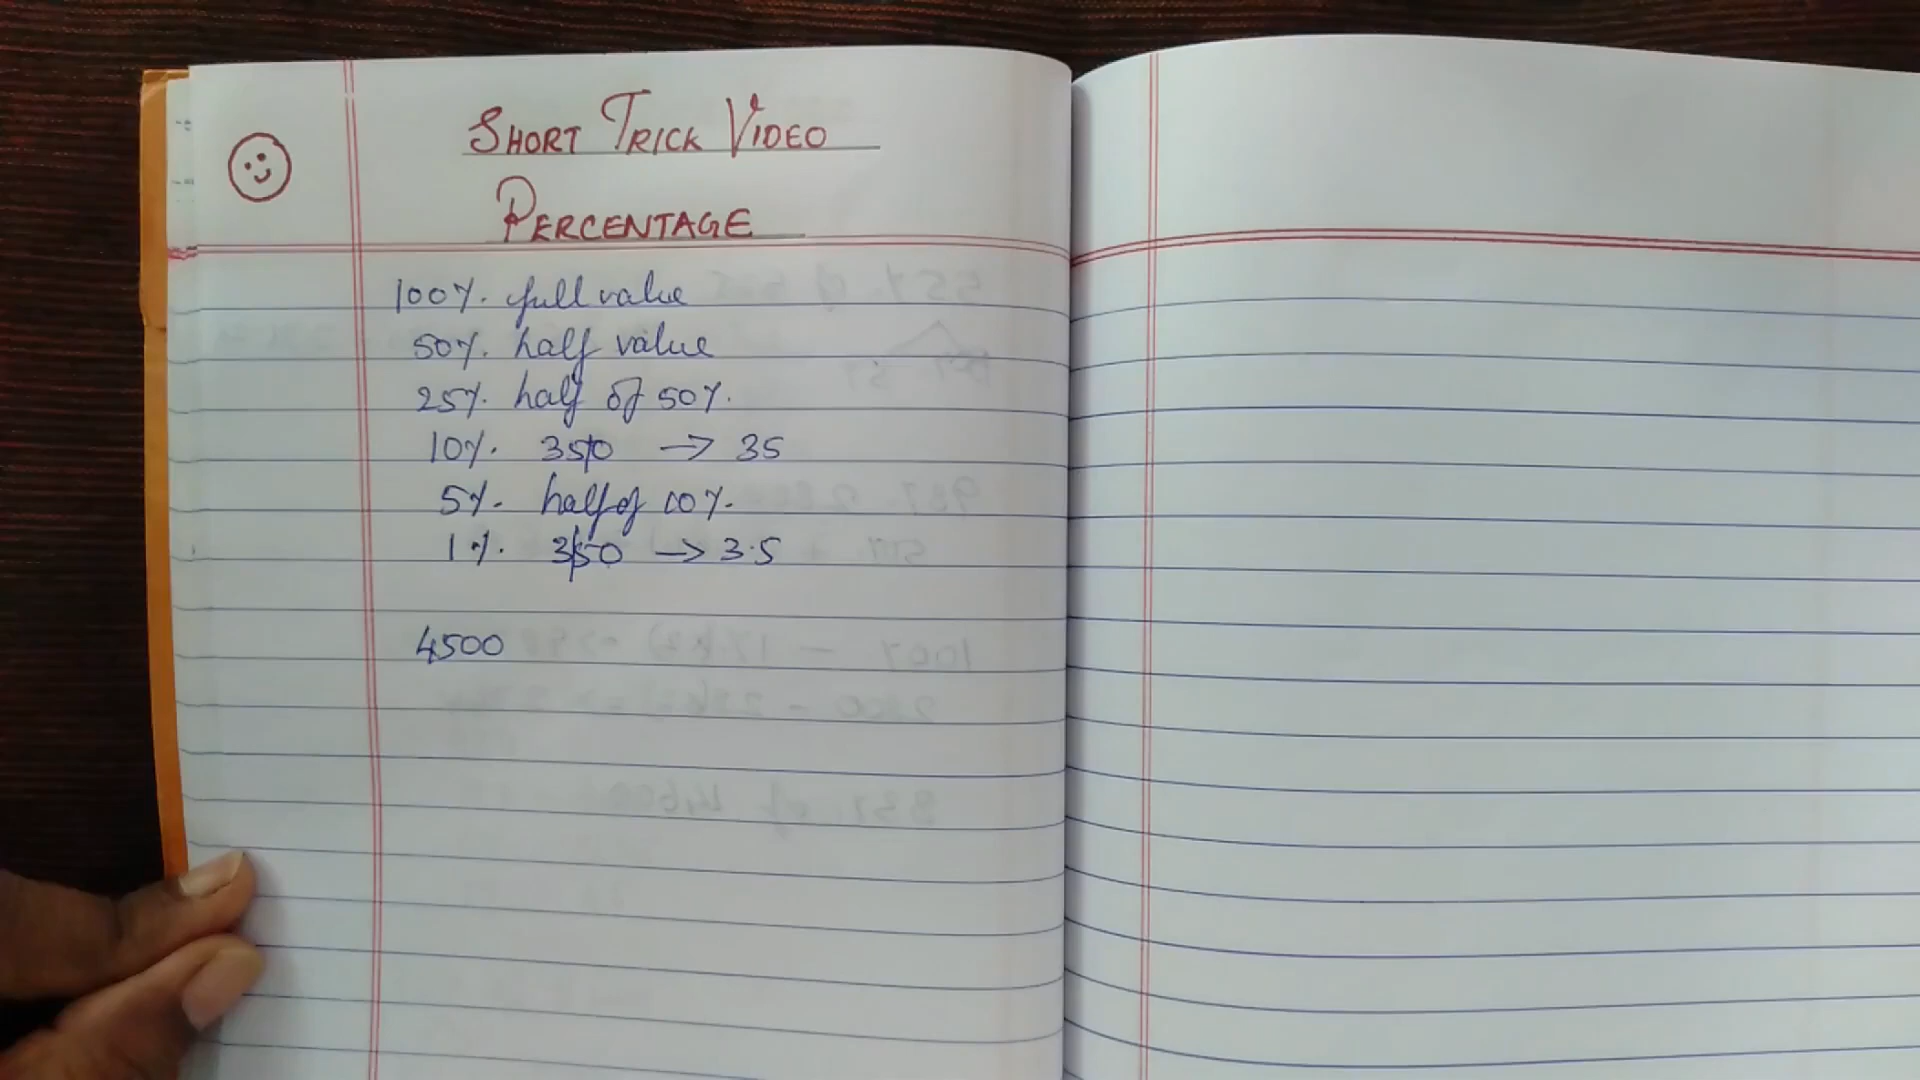 SHORT TRICK VIDEO
PERCENTAGE
100%. full value
50%. half value
25%. half of 50%.
10%. 350 → 35
5%. half of 10%.
1%. 350 → 3.5
4500